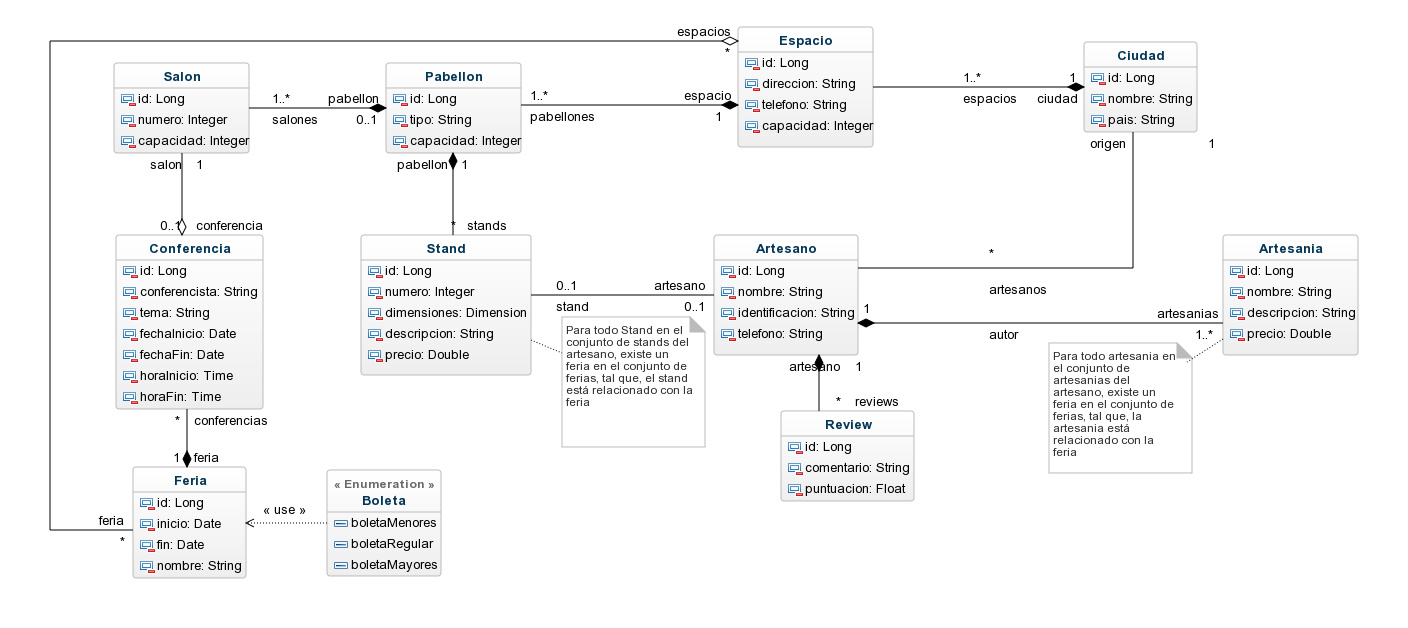 espacios
*
Espacio
id: Long
direccion: String
telefono: String
capacidad: Integer
Ciudad
id: Long
nombre: String
pais: String
1..*
espacios
1
ciudad
Salon
id: Long
numero: Integer
capacidad: Integer
1..*
salones
pabellon
0..1
Pabellon
id: Long
tipo: String
capacidad: Integer
1..*
pabellones
espacio
1
salon
1
pabellon
1
origen
1
0..1
conferencia
*
stands
Conferencia
id: Long
conferencista: String
tema: String
fechaInicio: Date
fechaFin: Date
horaInicio: Time
horaFin: Time
Stand
id: Long
numero: Integer
dimensiones: Dimension
descripcion: String
precio: Double
0..1
stand
artesano
0..1
Artesano
id: Long
nombre: String
identificacion: String
telefono: String
*
artesanos
Artesania
id: Long
nombre: String
descripcion: String
precio: Double
1
autor
artesanias
1..*
Para todo Stand en el
conjunto de stands del
artesano, existe un
feria en el conjunto de
ferias, tal que, el stand
está relacionado con la
feria
Para todo artesania en
el conjunto de
artesanias del
artesano, existe un
feria en el conjunto de
ferias, tal que, la
artesania está
relacionado con la
feria
artesano
1
*
reviews
Review
id: Long
comentario: String
puntuacion: Float
*
conferencias
1
feria
Feria
id: Long
inicio: Date
fin: Date
nombre: String
feria
*
« use »
« Enumeration »
Boleta
boletaMenores
boletaRegular
boletaMayores